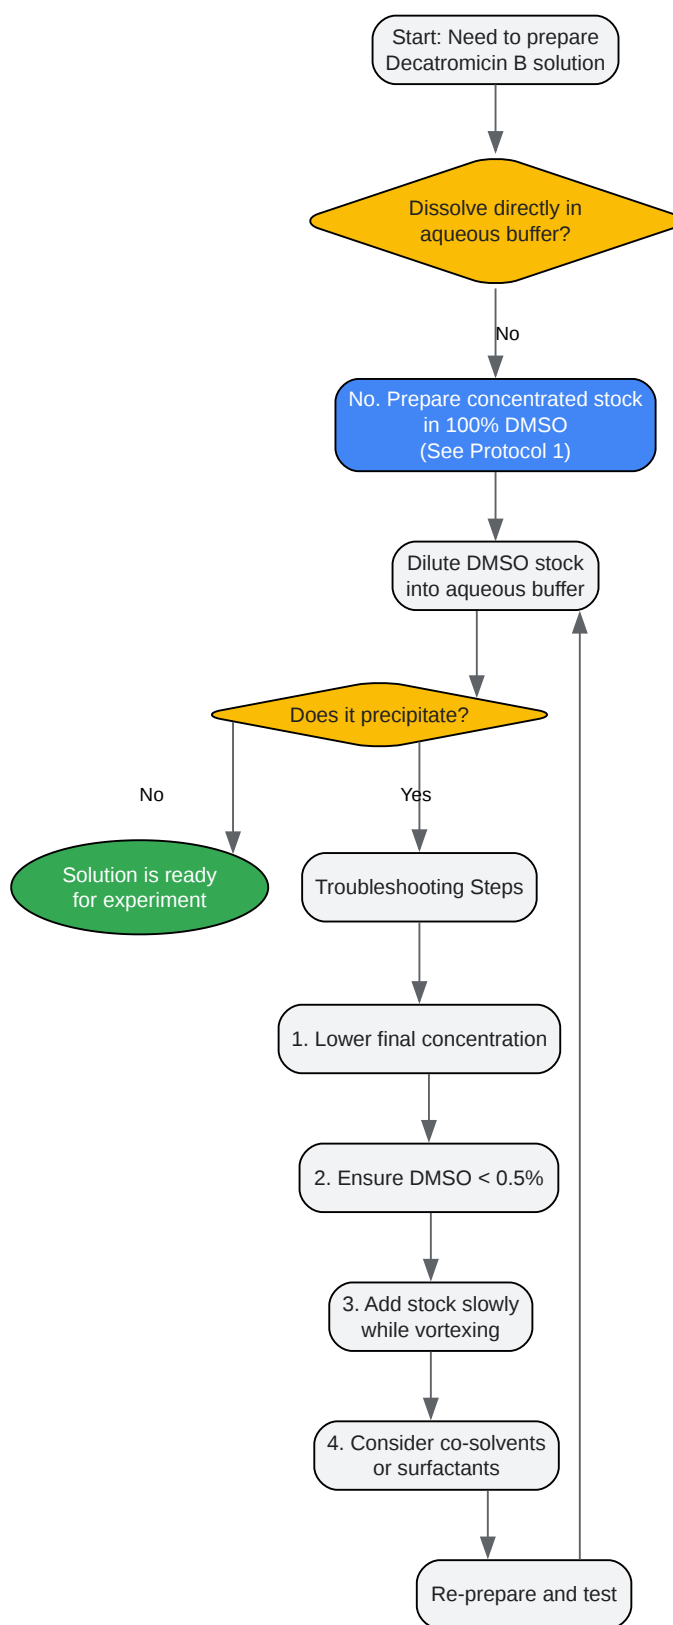 Start: Need to prepare
Decatromicin B solution
Dissolve directly in
aqueous buffer?
No
No. Prepare concentrated stock
in 100% DMSO
(See Protocol 1)
Dilute DMSO stock
into aqueous buffer
Does it precipitate?
No
Yes
Solution is ready
for experiment
Troubleshooting Steps
1. Lower final concentration
2. Ensure DMSO < 0.5%
3. Add stock slowly
while vortexing
4. Consider co-solvents
or surfactants
Re-prepare and test